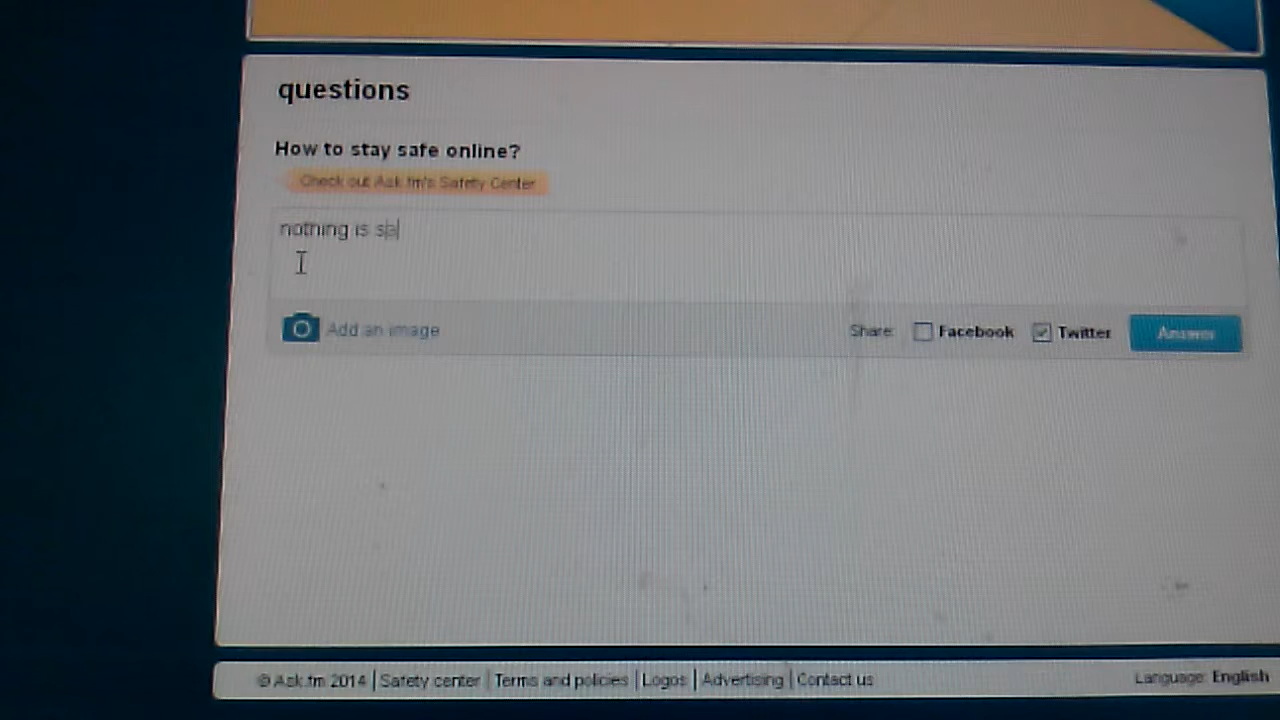 questions
How to stay safe online?
Check out Ask.fm's Safety Center
nothing is sa
Add an image
Share: Facebook Twitter Answer
© Ask.fm 2014 | Safety center | Terms and policies | Logos | Advertising | Contact us
Language: English